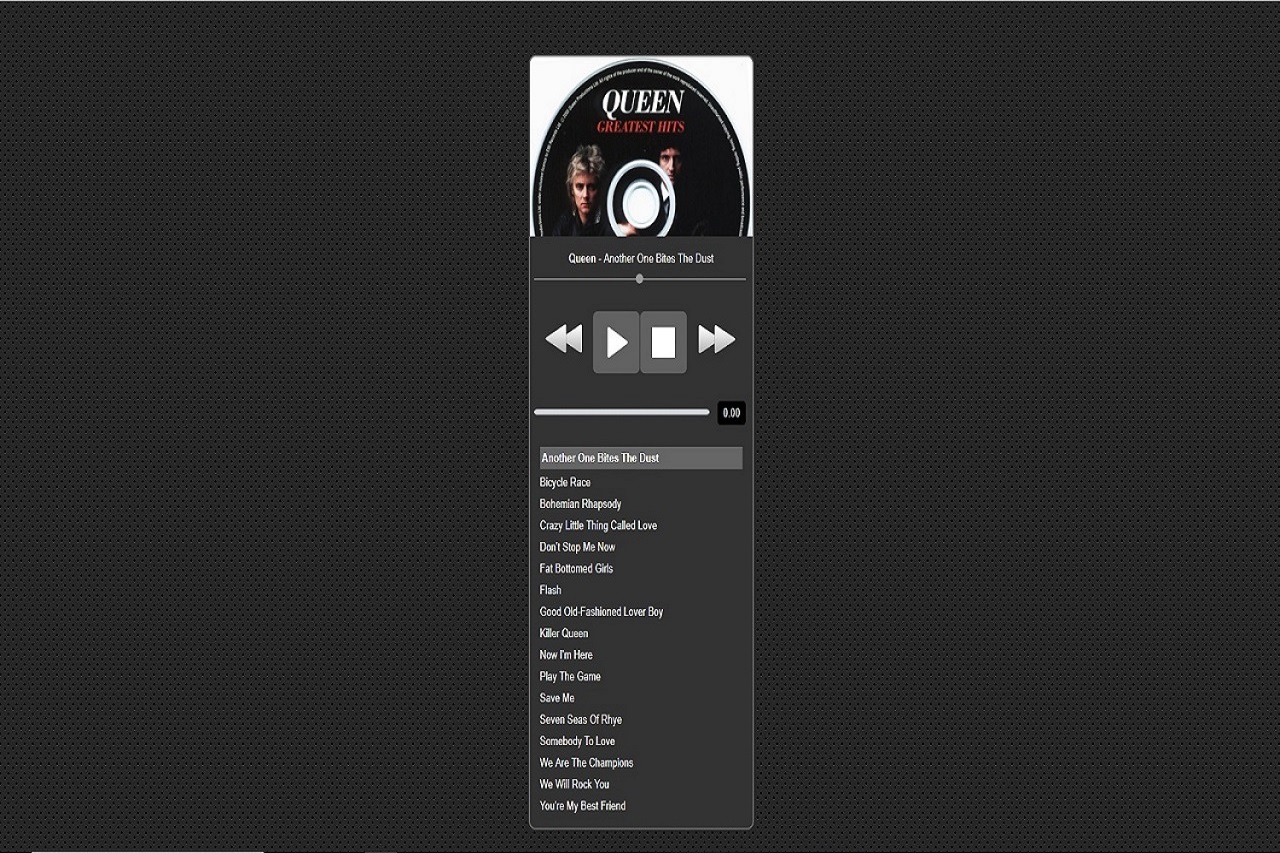 QUEEN
GREATEST HITS
Queen - Another One Bites The Dust
0.00
Another One Bites The Dust
Bicycle Race
Bohemian Rhapsody
Crazy Little Thing Called Love
Don't Stop Me Now
Fat Bottomed Girls
Flash
Good Old-Fashioned Lover Boy
Killer Queen
Now I'm Here
Play The Game
Save Me
Seven Seas Of Rhye
Somebody To Love
We Are The Champions
We Will Rock You
You're My Best Friend